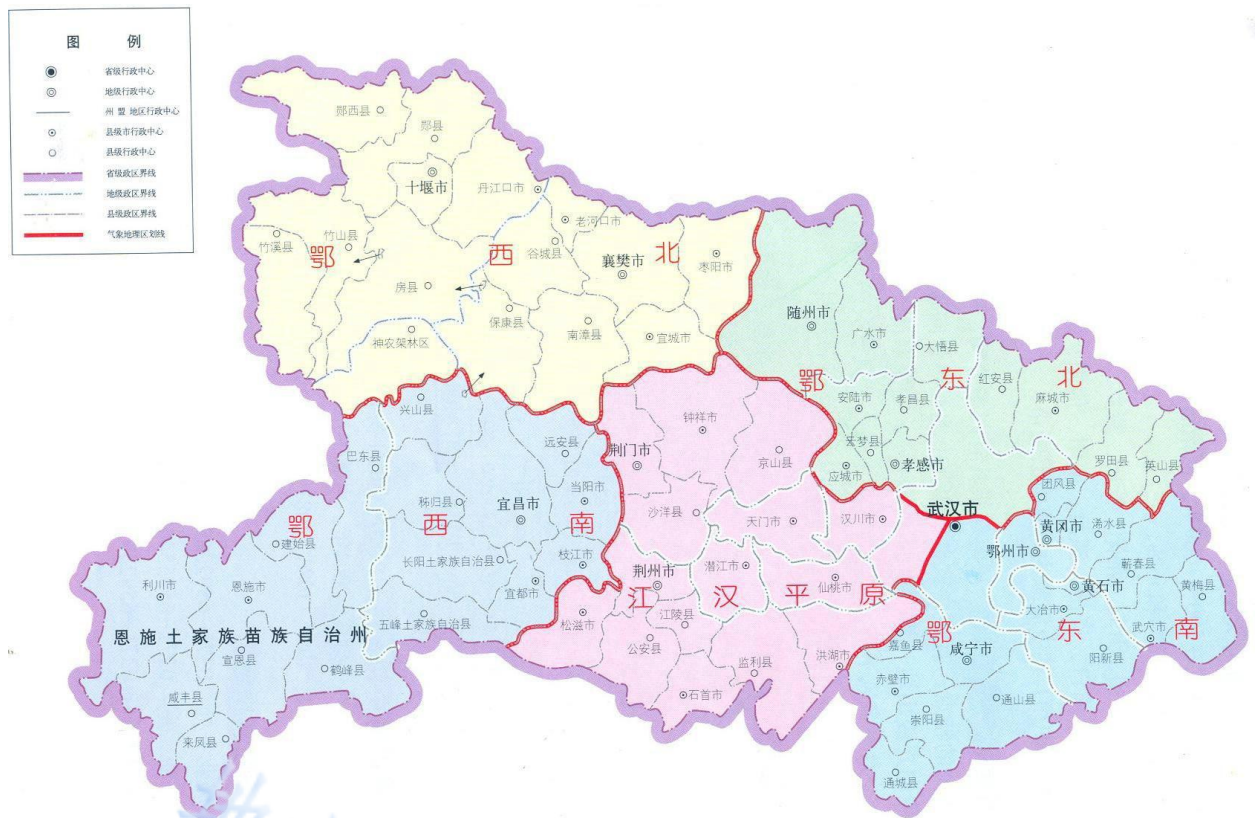 图 例
省级行政中心
地级行政中心
州 盟 地区行政中心
县级市行政中心
县级行政中心
省级政区界线
地级政区界线
县级政区界线
气象地理区划线
郧西县
郧县
十堰市
丹江口市
老河口市
竹溪县
竹山县
鄂西北
谷城县
襄樊市
枣阳市
房县
保康县
南漳县
宜城市
神农架林区
随州市
广水市
大悟县
鄂东北
红安县
麻城市
安陆市
孝昌县
云梦县
孝感市
应城市
罗田县
英山县
兴山县
巴东县
远安县
当阳市
秭归县
宜昌市
鄂西南
建始县
长阳土家族自治县
枝江市
宜都市
利川市
恩施市
五峰土家族自治县
恩施土家族苗族自治州
宣恩县
鹤峰县
咸丰县
来凤县
钟祥市
荆门市
京山县
沙洋县
天门市
汉川市
荆州市
潜江市
仙桃市
江汉平原
松滋市
江陵县
公安县
监利县
洪湖市
石首市
武汉市
团风县
黄冈市
浠水县
鄂州市
蕲春县
黄石市
黄梅县
大冶市
鄂东南
武穴市
嘉鱼县
咸宁市
阳新县
赤壁市
通山县
崇阳县
通城县